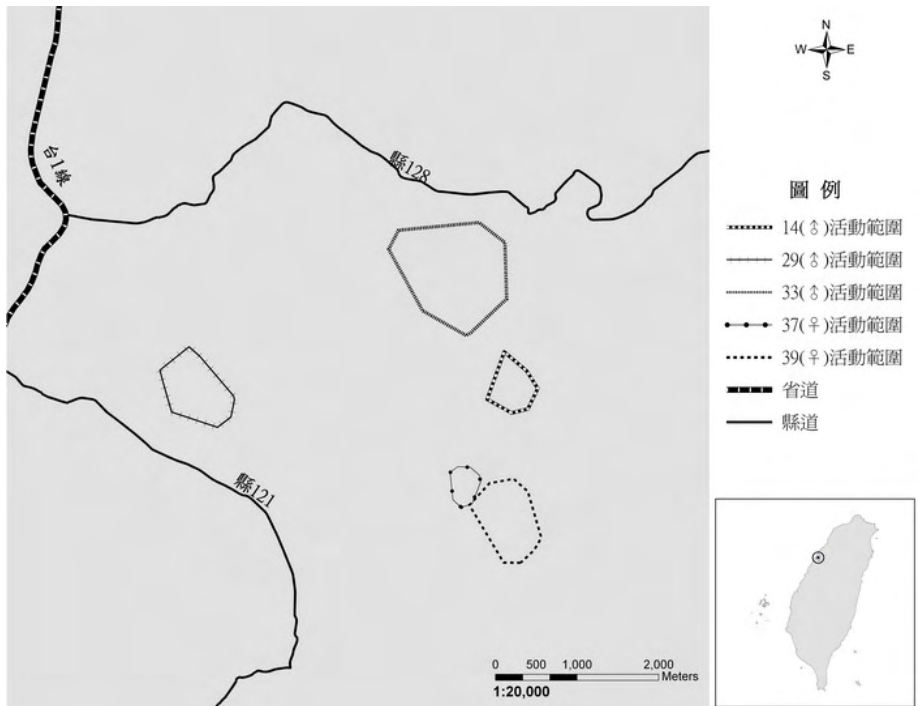 台1線
縣128
縣121
0 500 1,000 2,000
Meters
1:20,000
N
W E
S
圖 例
14(♂)活動範圍
29(♂)活動範圍
33(♂)活動範圍
37(♀)活動範圍
39(♀)活動範圍
省道
縣道